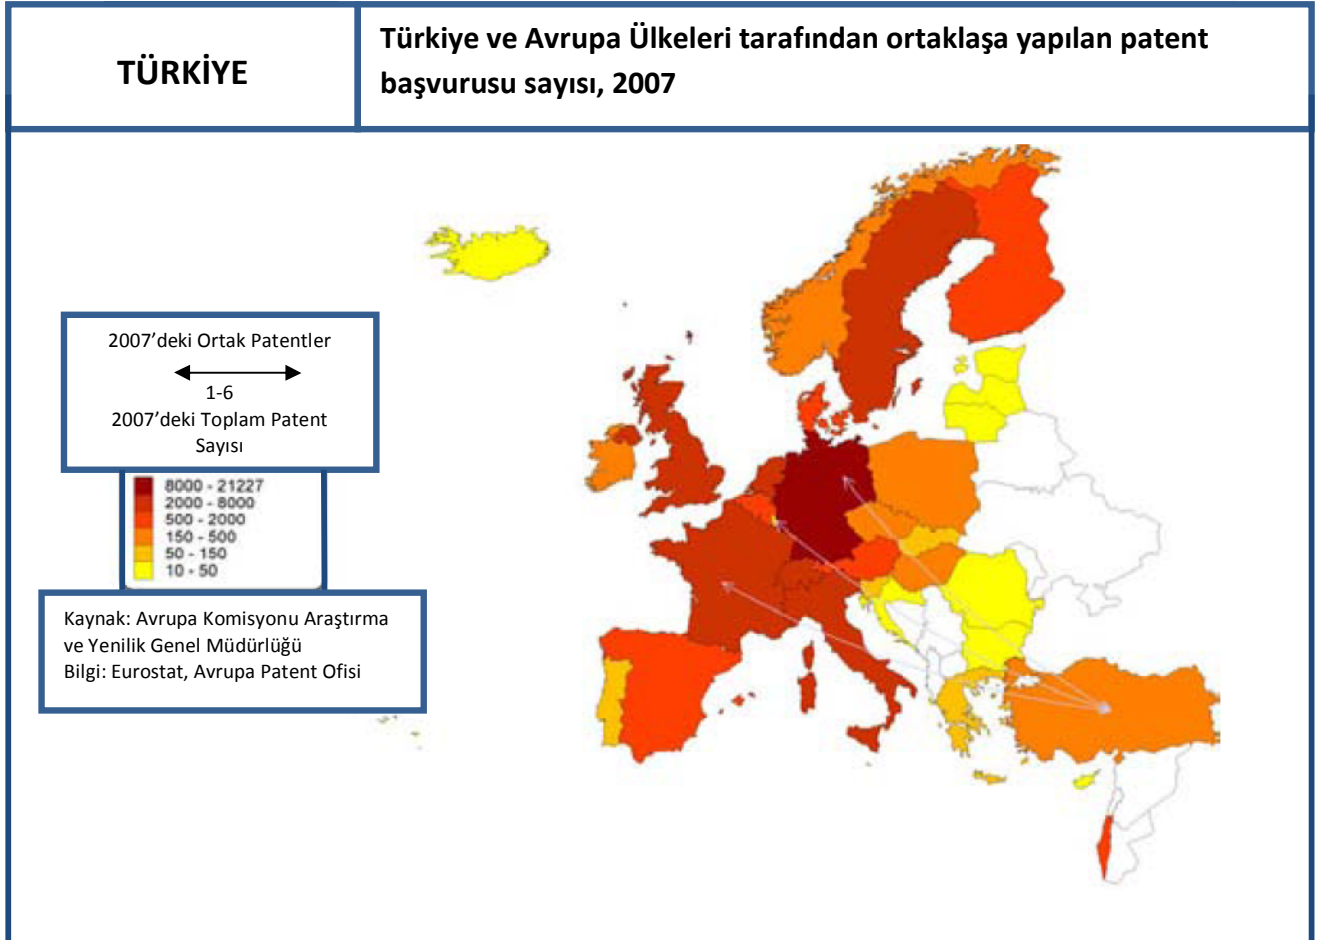 TÜRKİYE
Türkiye ve Avrupa Ülkeleri tarafından ortaklaşa yapılan patent
başvurusu sayısı, 2007
2007’deki Ortak Patentler
1-6
2007’deki Toplam Patent
Sayısı
8000 - 21227
2000 - 8000
500 - 2000
150 - 500
50 - 150
10 - 50
Kaynak: Avrupa Komisyonu Araştırma
ve Yenilik Genel Müdürlüğü
Bilgi: Eurostat, Avrupa Patent Ofisi